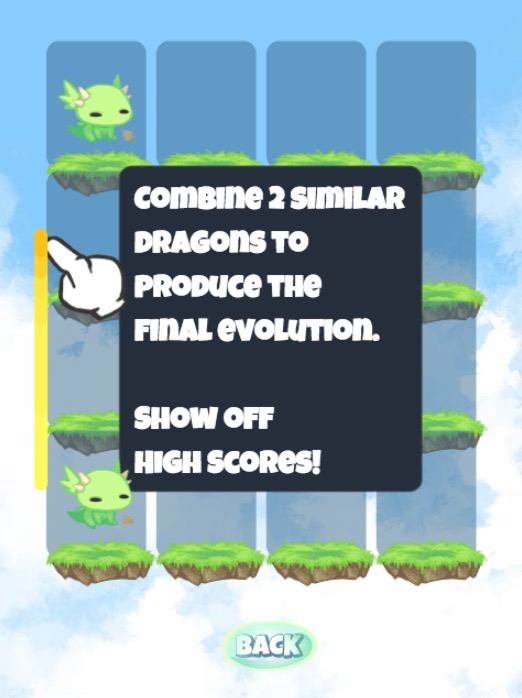 COMBINE 2 SIMILAR
DRAGONS TO
PRODUCE THE
FINAL EVOLUTION.
SHOW OFF
HIGH SCORES!
BACK